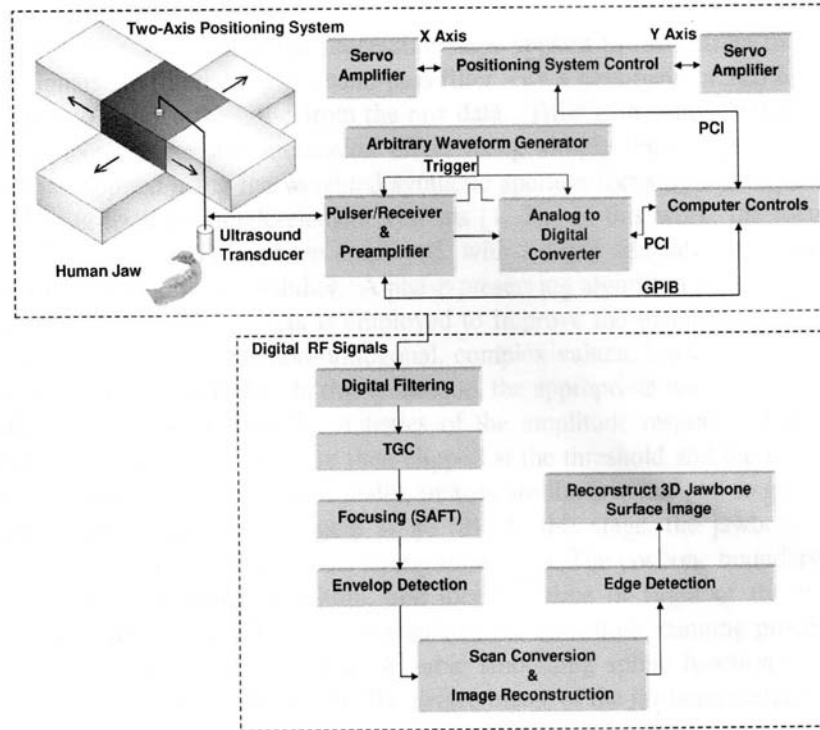 Two-Axis Positioning System
X Axis
Y Axis
Servo
Amplifier
Positioning System Control
Servo
Amplifier
Arbitrary Waveform Generator
PCI
Trigger
Pulser/Receiver
&
Preamplifier
Analog to
Digital
Converter
Computer Controls
PCI
Ultrasound
Transducer
Human Jaw
GPIB
Digital RF Signals
Digital Filtering
TGC
Focusing (SAFT)
Envelop Detection
Scan Conversion
&
Image Reconstruction
Edge Detection
Reconstruct 3D Jawbone
Surface Image